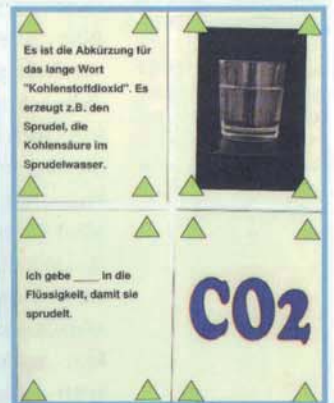 Es ist die Abkürzung für
das lange Wort
"Kohlenstoffdioxid". Es
erzeugt z.B. den
Sprudel, die
Kohlensäure im
Sprudelwasser.
Ich gebe ____ in die
Flüssigkeit, damit sie
sprudelt.
CO2